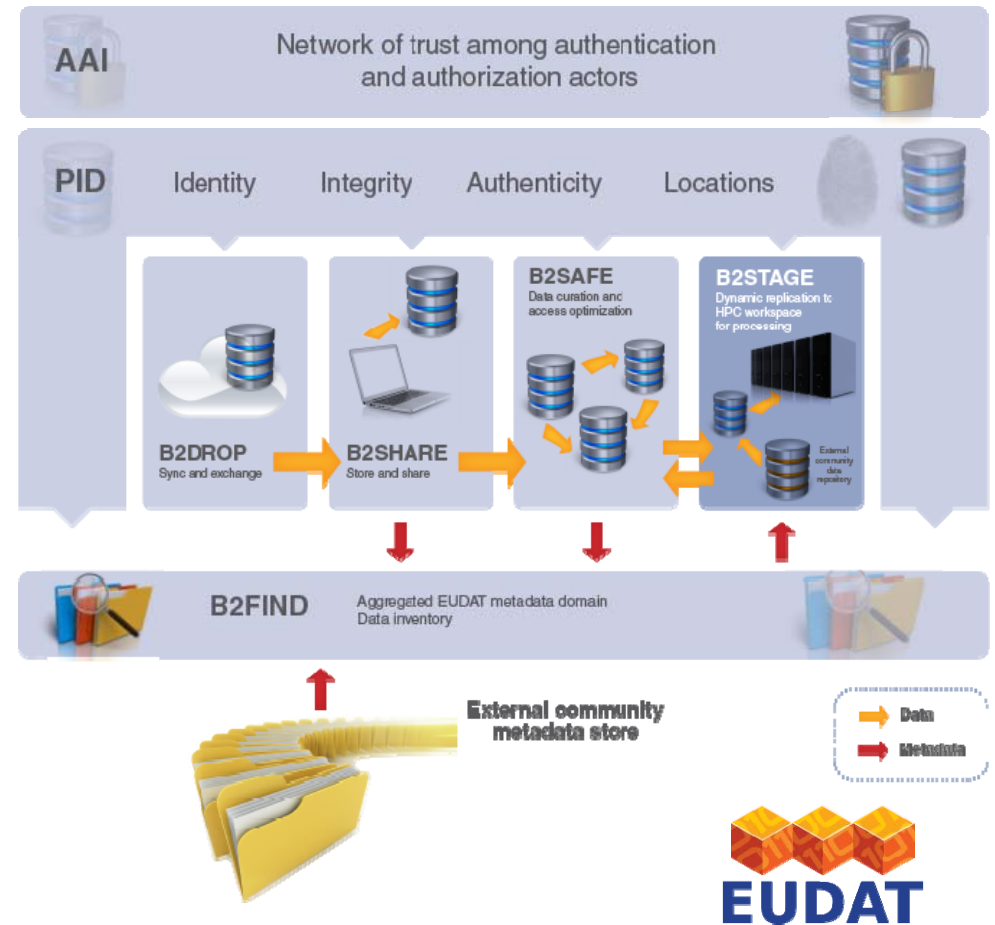 AAI
Network of trust among authentication
and authorization actors
PID
Identity
Integrity
Authenticity
Locations
B2DROP
Sync and exchange
B2SHARE
Store and share
B2SAFE
Data curation and
access optimization
B2STAGE
Dynamic replication to
HPC workspace
for processing
External
community
data
repository
B2FIND
Aggregated EUDAT metadata domain
Data inventory
External community
metadata store
Data
Metadata
EUDAT